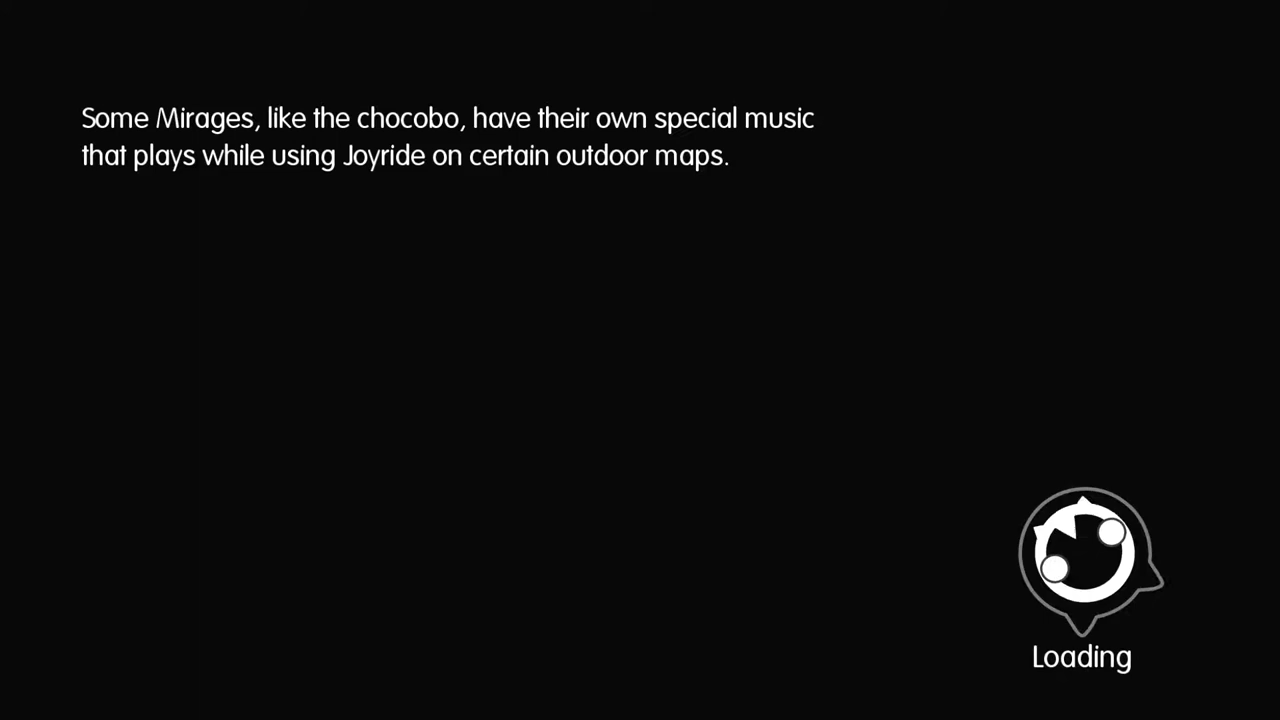 Some Mirages, like the chocobo, have their own special music
that plays while using Joyride on certain outdoor maps.
Loading